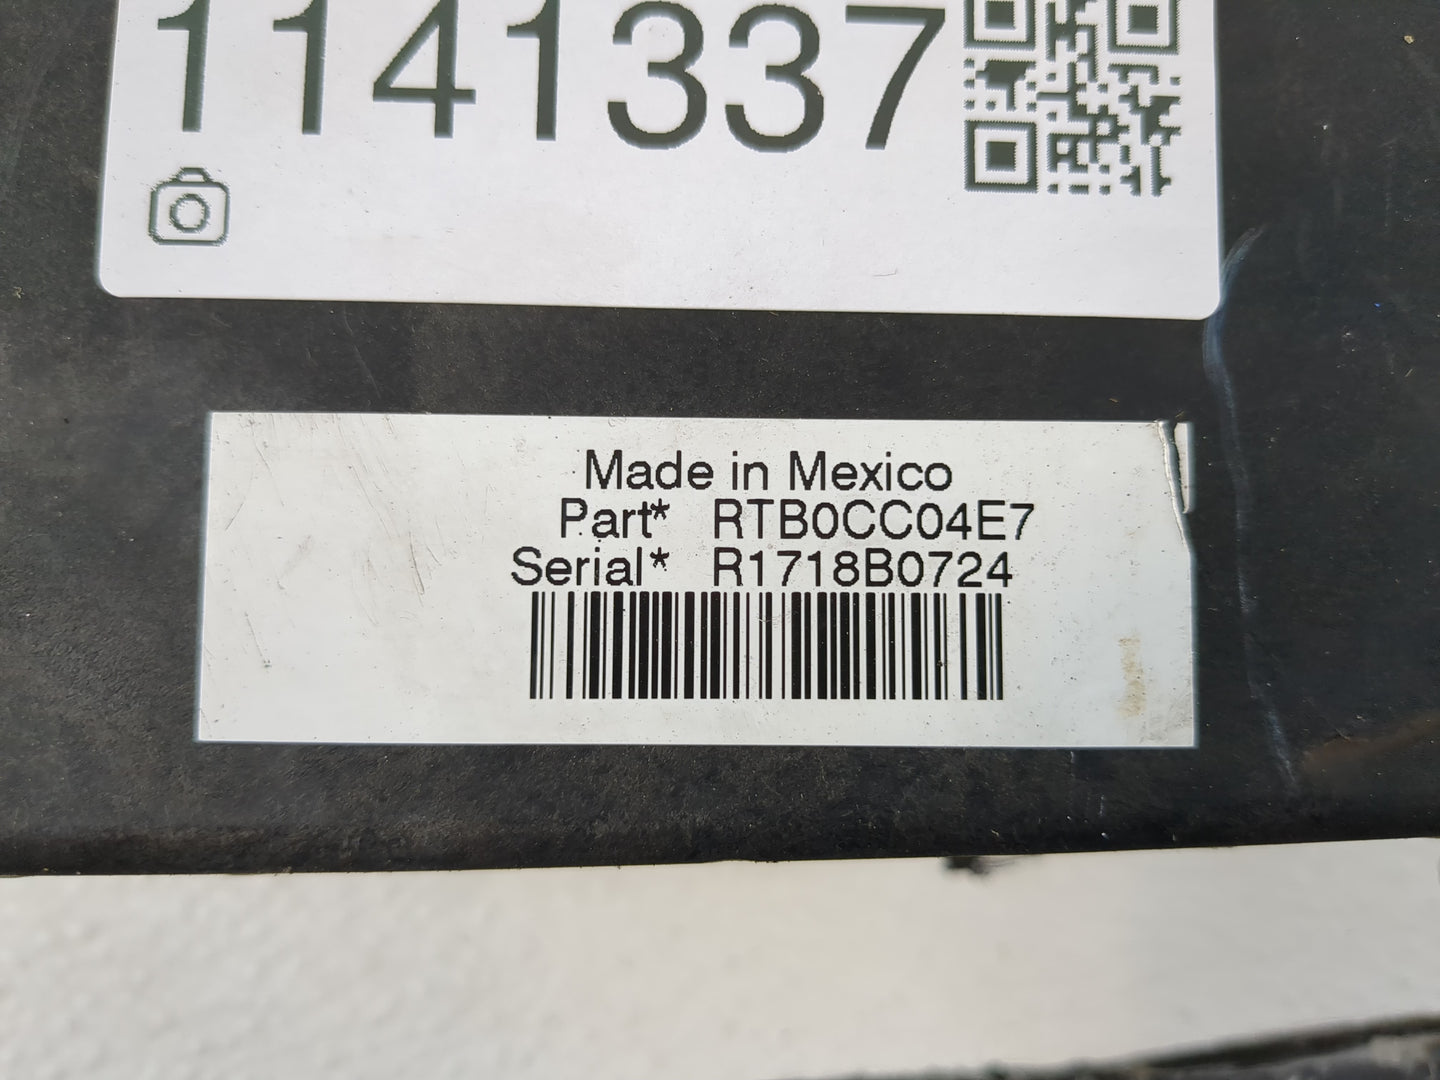 1141337
Made in Mexico
Part* RTB0CC04E7
Serial* R1718B0724